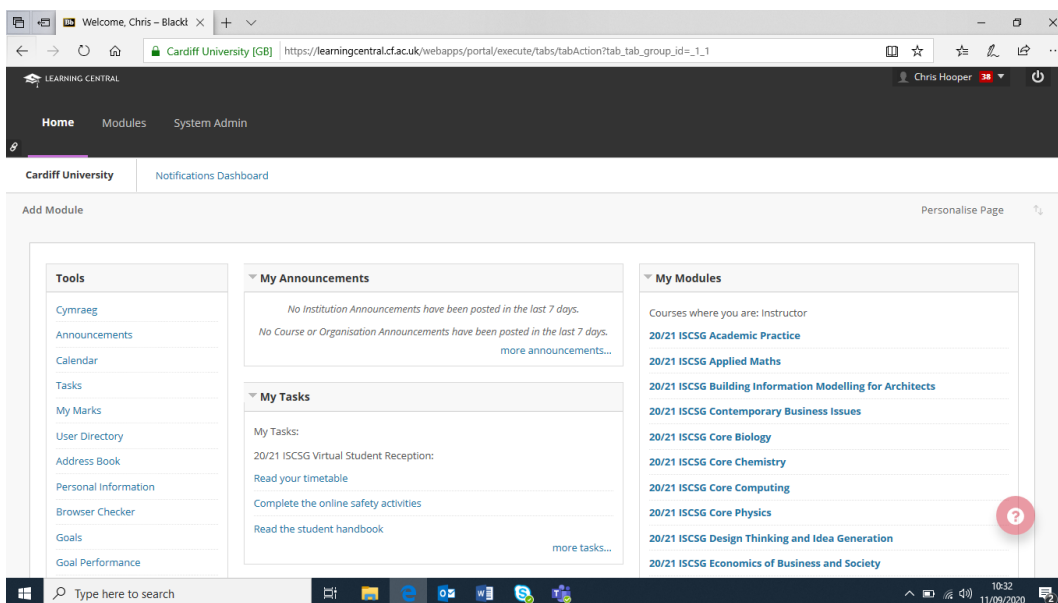 Welcome, Chris – Blackb
Cardiff University [GB] https://learningcentral.cf.ac.uk/webapps/portal/execute/tabs/tabAction?tab_tab_group_id=_1_1
LEARNING CENTRAL
Chris Hooper 38
Home Modules System Admin
Cardiff University Notifications Dashboard
Add Module Personalise Page
Tools
Cymraeg
Announcements
Calendar
Tasks
My Marks
User Directory
Address Book
Personal Information
Browser Checker
Goals
Goal Performance
My Announcements
No Institution Announcements have been posted in the last 7 days.
No Course or Organisation Announcements have been posted in the last 7 days.
more announcements...
My Tasks
My Tasks:
20/21 ISCSG Virtual Student Reception:
Read your timetable
Complete the online safety activities
Read the student handbook
more tasks...
My Modules
Courses where you are: Instructor
20/21 ISCSG Academic Practice
20/21 ISCSG Applied Maths
20/21 ISCSG Building Information Modelling for Architects
20/21 ISCSG Contemporary Business Issues
20/21 ISCSG Core Biology
20/21 ISCSG Core Chemistry
20/21 ISCSG Core Computing
20/21 ISCSG Core Physics
20/21 ISCSG Design Thinking and Idea Generation
20/21 ISCSG Economics of Business and Society
?
Type here to search
10:32
11/09/2020